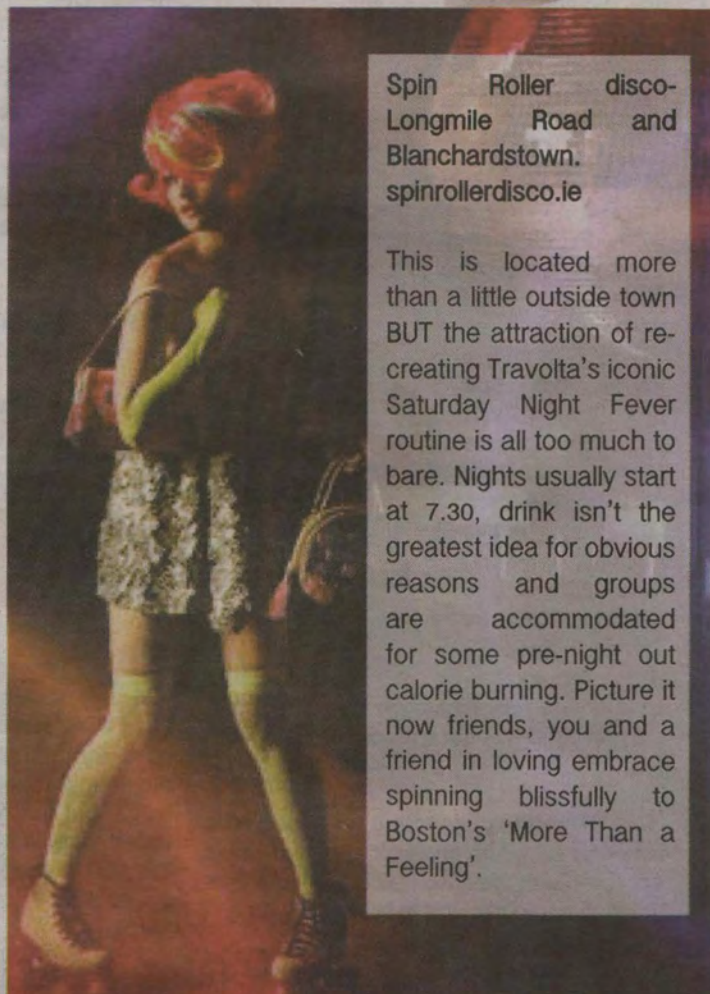 Spin Roller disco-
Longmile Road and
Blanchardstown.
spinrollerdisco.ie
This is located more
than a little outside town
BUT the attraction of re-
creating Travolta's iconic
Saturday Night Fever
routine is all too much to
bare. Nights usually start
at 7.30, drink isn't the
greatest idea for obvious
reasons and groups
are accommodated
for some pre-night out
calorie burning. Picture it
now friends, you and a
friend in loving embrace
spinning blissfully to
Boston's 'More Than a
Feeling'.